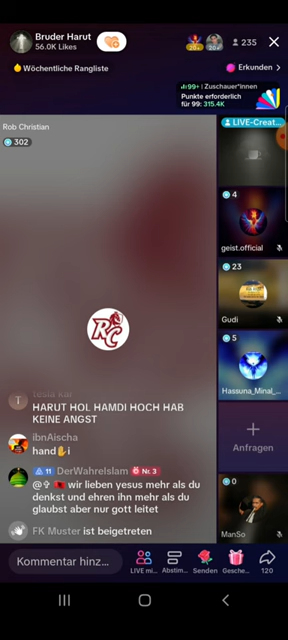 Bruder Harut
56.0K Likes
20+
20+
235
Wöchentliche Rangliste
Erkunden >
99+ | Zuschauer*innen
Punkte erforderlich
für 99: 315.4K
LIVE-Creat...
Rob Christian
302
4
geist.official
23
Gudi
RC
5
Hassuna_Minal_...
T
HARUT HOL HAMDI HOCH HAB
KEINE ANGST
ibnAischa
hand✋i
+
Anfragen
11 DerWahreIslam Nr. 3
@✞ 🇦🇱 wir lieben yesus mehr als du
denkst und ehren ihn mehr als du
glaubst aber nur gott leitet
0
ManSo
FK Muster ist beigetreten
Kommentar hinz...
LIVE mi...
Abstim...
Senden
Gesche...
120